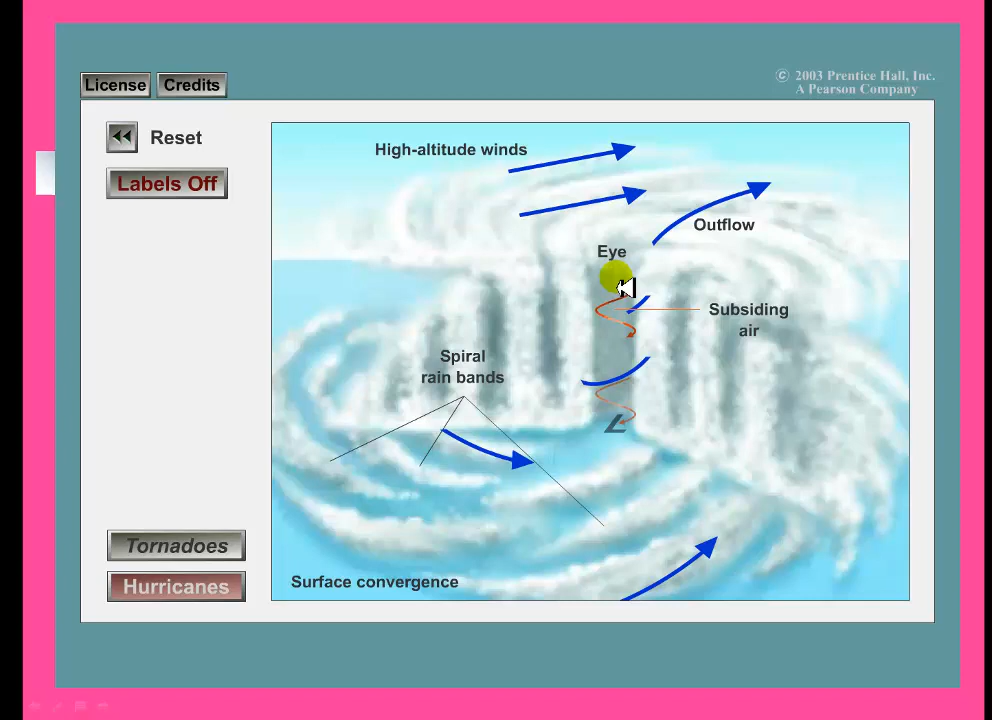 License
Credits
© 2003 Prentice Hall, Inc.
A Pearson Company
Reset
Labels Off
High-altitude winds
Outflow
Eye
Subsiding
air
Spiral
rain bands
Surface convergence
Tornadoes
Hurricanes